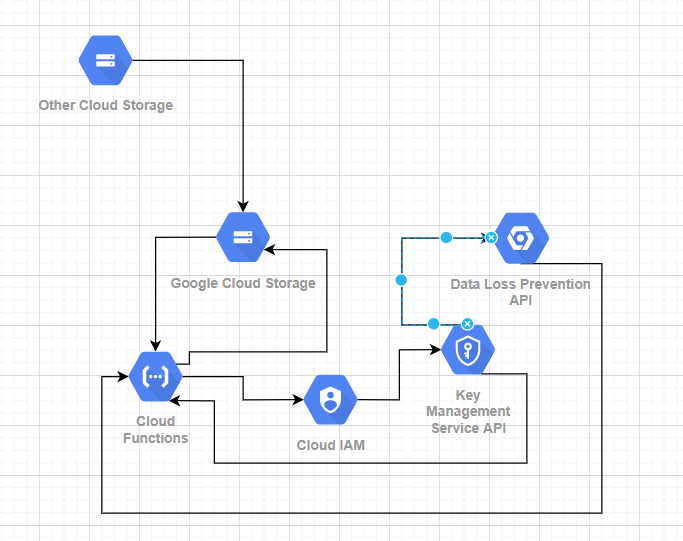 Other Cloud Storage
Google Cloud Storage
Data Loss Prevention
API
Cloud
Functions
Cloud IAM
Key
Management
Service API